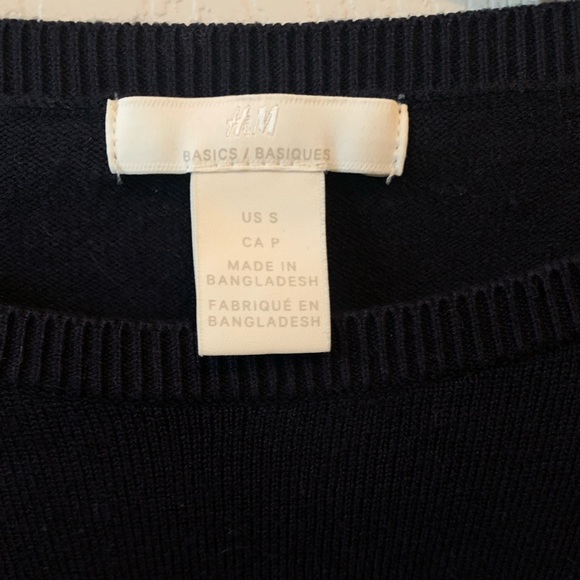 H&M
BASICS / BASIQUES
US S
CA P
MADE IN
BANGLADESH
FABRIQUÉ EN
BANGLADESH